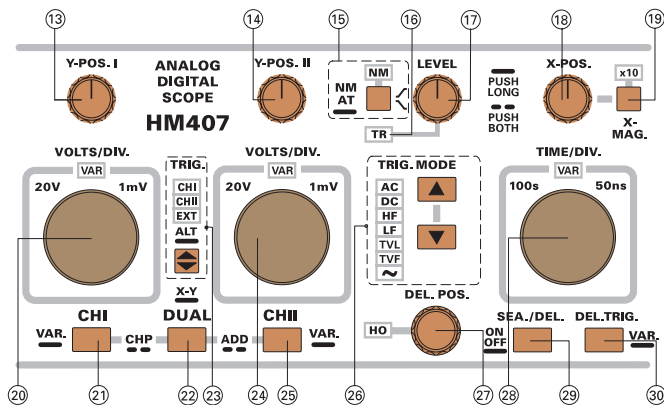 13 14 15 16 17 18 19
Y-POS. I
ANALOG
DIGITAL
SCOPE
HM407
Y-POS. II
NM
AT
NM
LEVEL
TR
PUSH
LONG
PUSH
BOTH
X-POS.
x10
X-
MAG.
VOLTS/DIV.
VAR
20V 1mV
TRIG.
CHI
CHII
EXT
ALT
VOLTS/DIV.
VAR
20V 1mV
TRIG. MODE
AC
DC
HF
LF
TVL
TVF
~
TIME/DIV.
VAR
100s 50ns
X-Y
DEL. POS.
HO
CHI
VAR.
CHP
DUAL
ADD
CHII
VAR.
SEA./DEL.
ON
OFF
DEL.TRIG.
VAR.
20 21 22 23 24 25 26 27 28 29 30